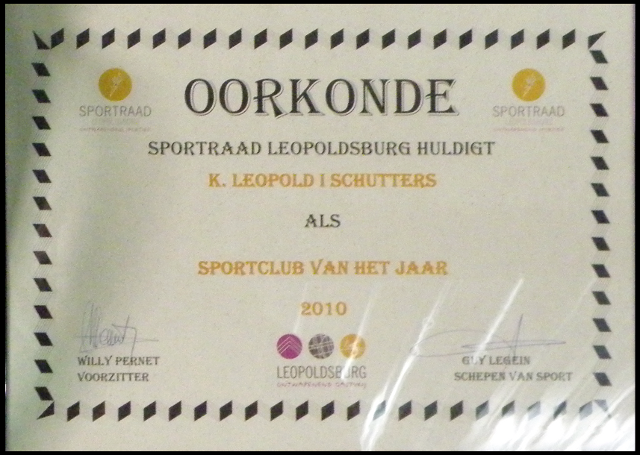 OORKONDE
SPORTRAAD
SPORTRAAD
SPORTRAAD LEOPOLDSBURG HULDIGT
K. LEOPOLD I SCHUTTERS
ALS
SPORTCLUB VAN HET JAAR
2010
WILLY PERNET
VOORZITTER
LEOPOLDSBURG
GUY LEGEIN
SCHEPEN VAN SPORT